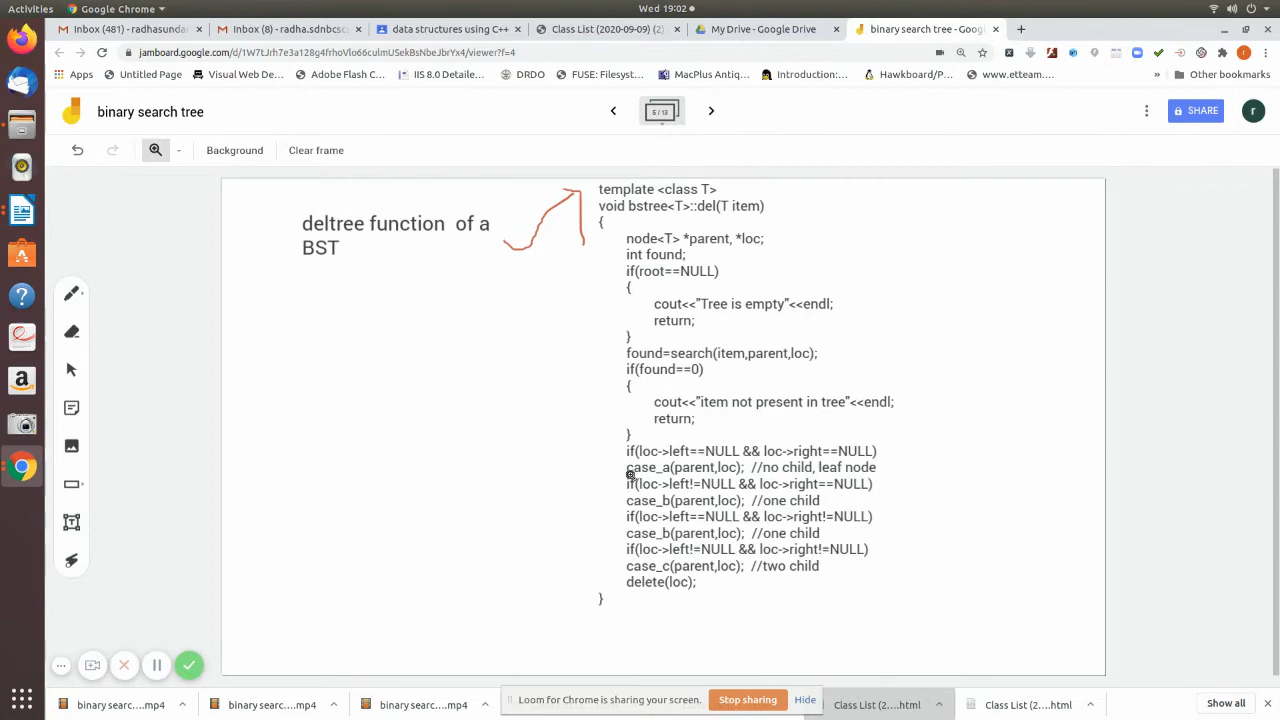 Activities
Google Chrome
Wed 19:02
Inbox (481) - radhasundar
Inbox (8) - radha.sdnbcsc
data structures using C++
Class List (2020-09-09) (2)
My Drive - Google Drive
binary search tree - Goog
jamboard.google.com/d/1W7tJrh7e3a128g4frhoVlo66culmUSekBsNbeJbrYx4/viewer?f=4
Apps
Untitled Page
Visual Web De...
Adobe Flash C...
IIS 8.0 Detaile...
DRDO
FUSE: Filesyst...
MacPlus Antiq...
Introduction:...
Hawkboard/P...
www.etteam....
Other bookmarks
binary search tree
5 / 13
SHARE
r
Background
Clear frame
deltree function of a
BST
template <class T>
void bstree<T>::del(T item)
{
node<T> *parent, *loc;
int found;
if(root==NULL)
{
cout<<"Tree is empty"<<endl;
return;
}
found=search(item,parent,loc);
if(found==0)
{
cout<<"item not present in tree"<<endl;
return;
}
if(loc->left==NULL && loc->right==NULL)
case_a(parent,loc); //no child, leaf node
if(loc->left!=NULL && loc->right==NULL)
case_b(parent,loc); //one child
if(loc->left==NULL && loc->right!=NULL)
case_b(parent,loc); //one child
if(loc->left!=NULL && loc->right!=NULL)
case_c(parent,loc); //two child
delete(loc);
}
binary searc....mp4
binary searc....mp4
binary searc....mp4
Loom for Chrome is sharing your screen.
Stop sharing
Hide
Class List (2....html
Class List (2....html
Show all